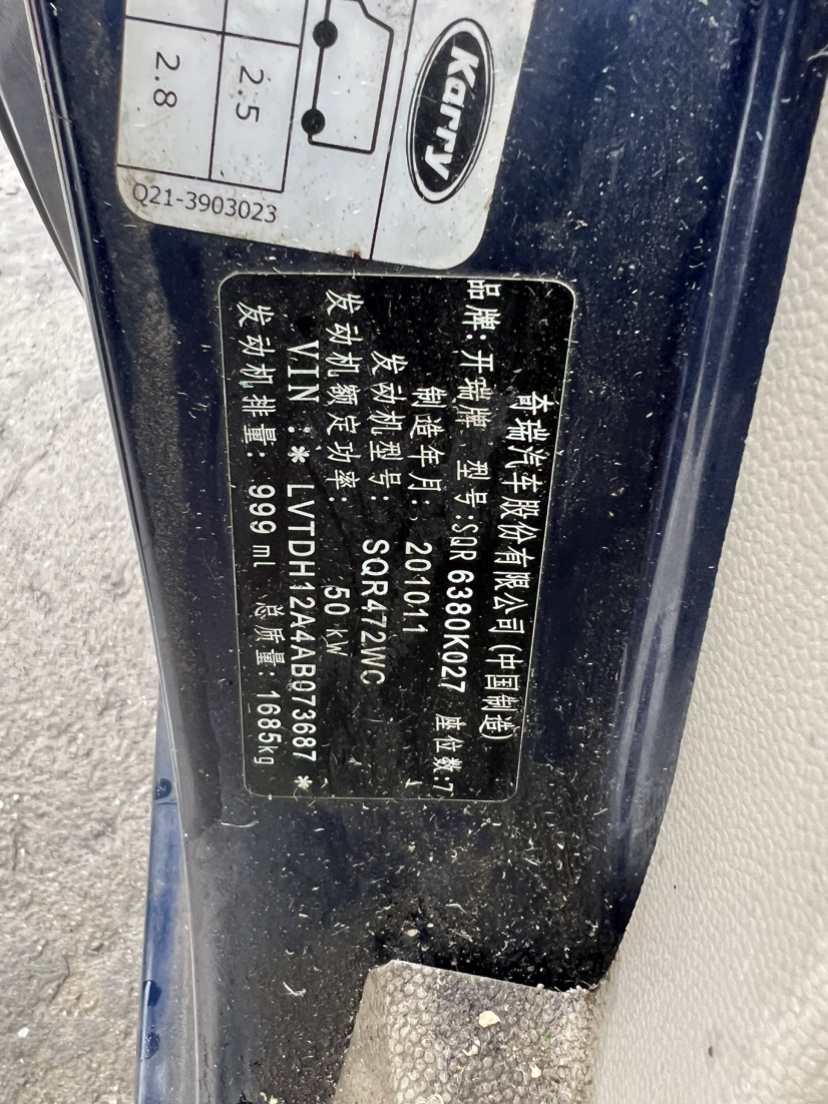 Karry
2.5
2.8
Q21-3903023
奇瑞汽车股份有限公司(中国制造)
品牌:开瑞牌 型号:SQR6380K027 座位数:7
制造年月: 201011
发动机型号: SQR472WC
发动机额定功率: 50 kW
VIN :* LVTDH12A4AB073687 *
发动机排量: 999 ml 总质量: 1685kg